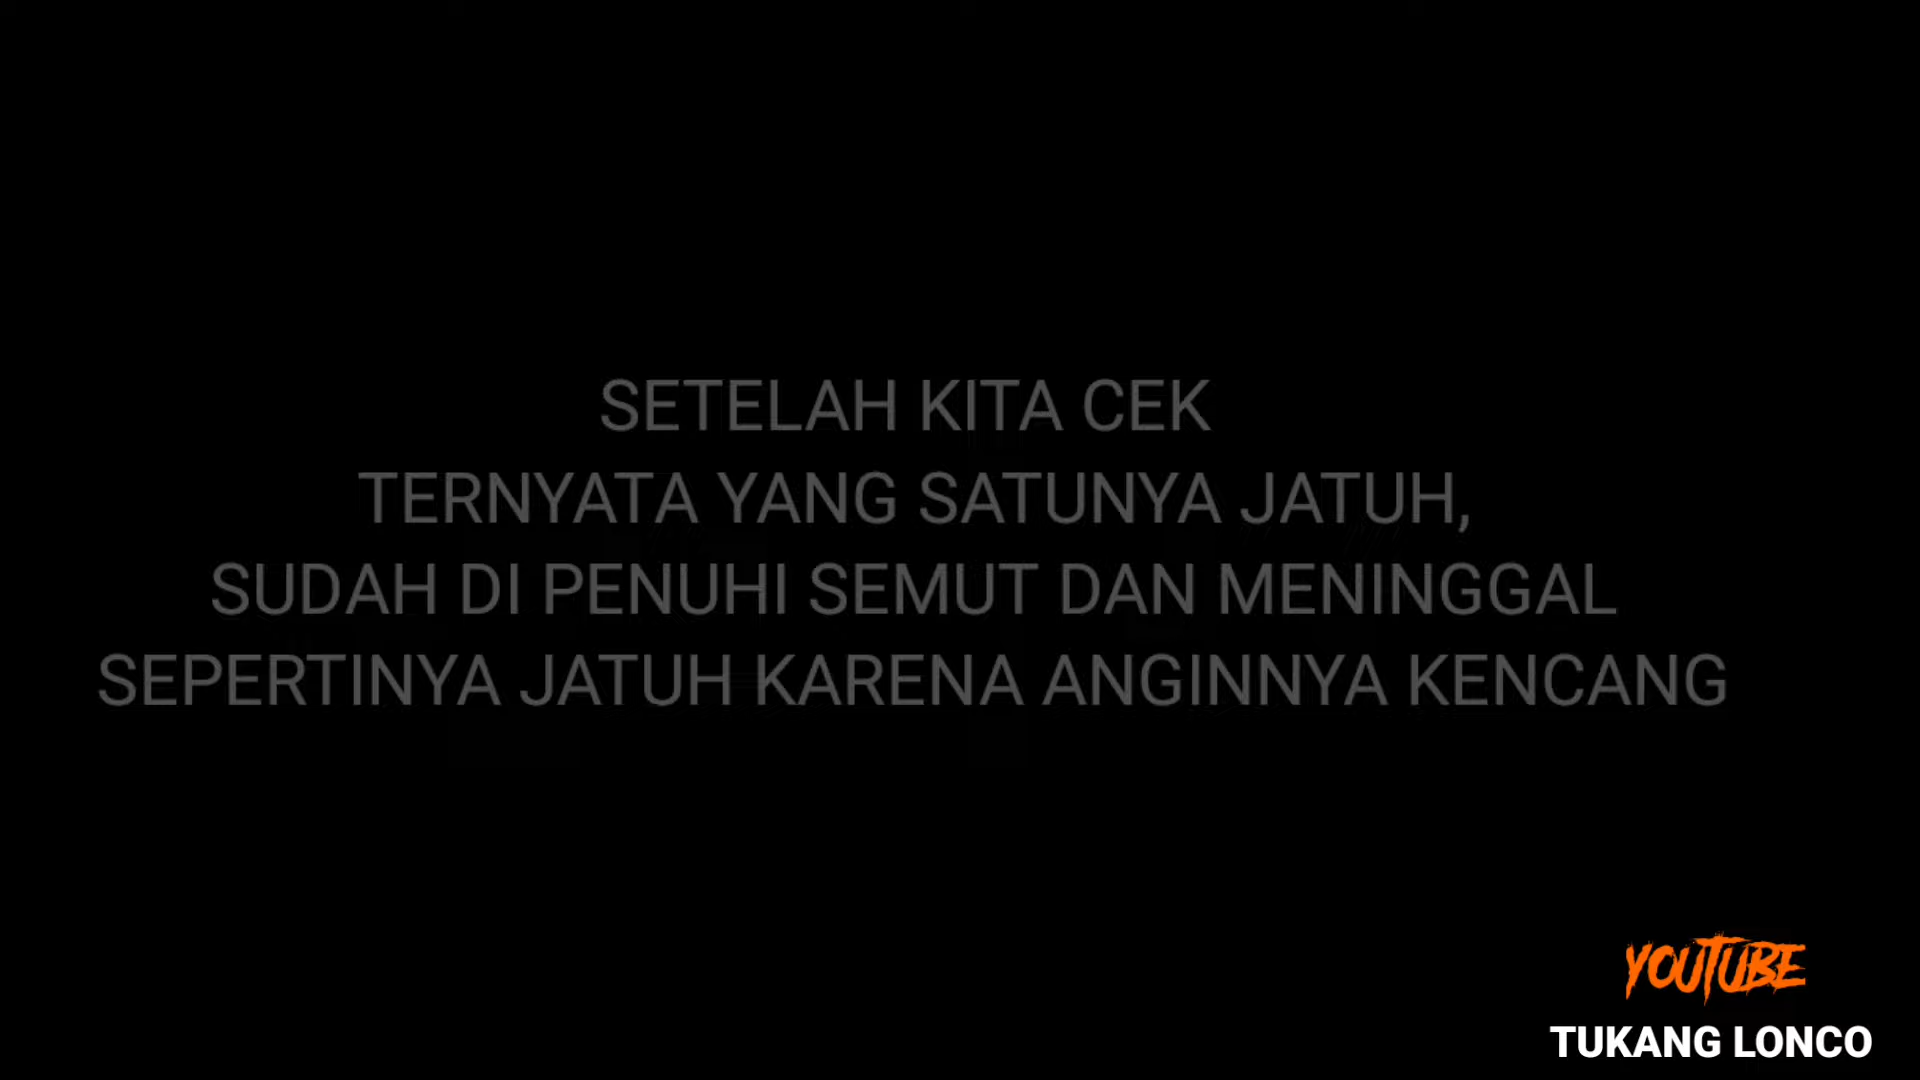 SETELAH KITA CEK
TERNYATA YANG SATUNYA JATUH,
SUDAH DI PENUHI SEMUT DAN MENINGGAL
SEPERTINYA JATUH KARENA ANGINNYA KENCANG
YOUTUBE
TUKANG LONCO